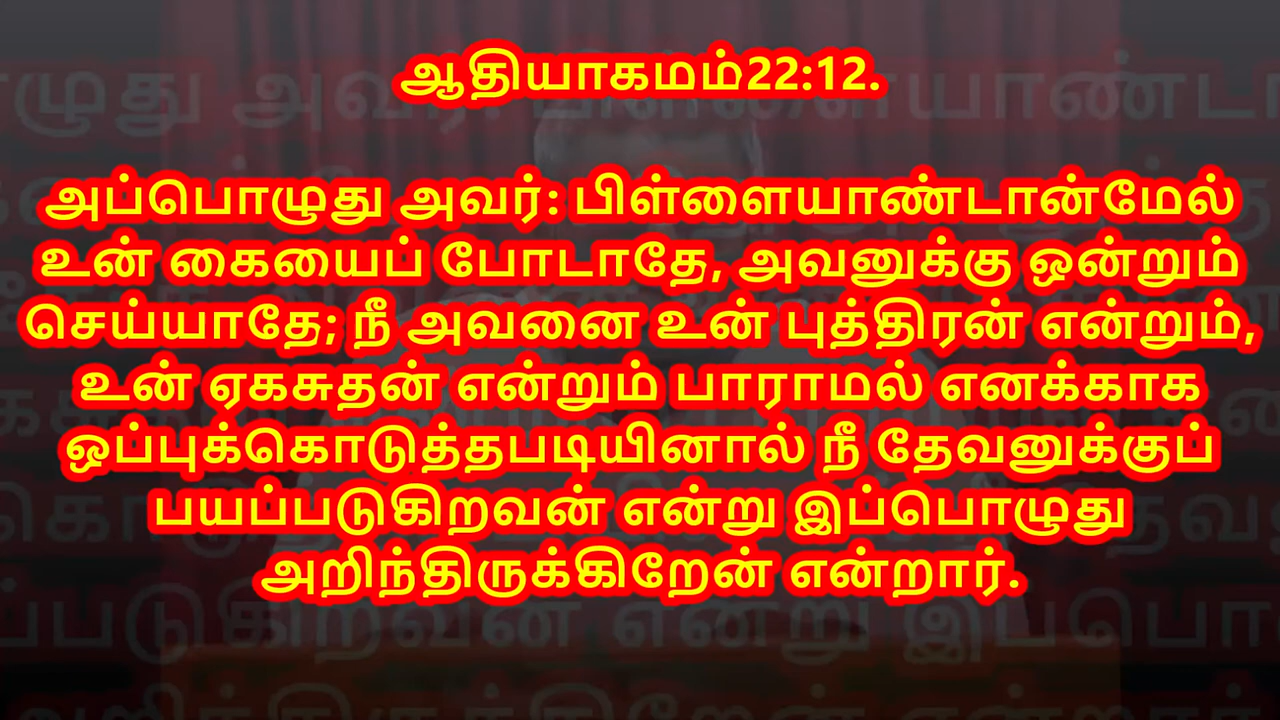 ஆதியாகமம்22:12.
அப்பொழுது அவர்: பிள்ளையாண்டான்மேல்
உன் கையைப் போடாதே, அவனுக்கு ஒன்றும்
செய்யாதே; நீ அவனை உன் புத்திரன் என்றும்,
உன் ஏகசுதன் என்றும் பாராமல் எனக்காக
ஒப்புக்கொடுத்தபடியினால் நீ தேவனுக்குப்
பயப்படுகிறவன் என்று இப்பொழுது
அறிந்திருக்கிறேன் என்றார்.